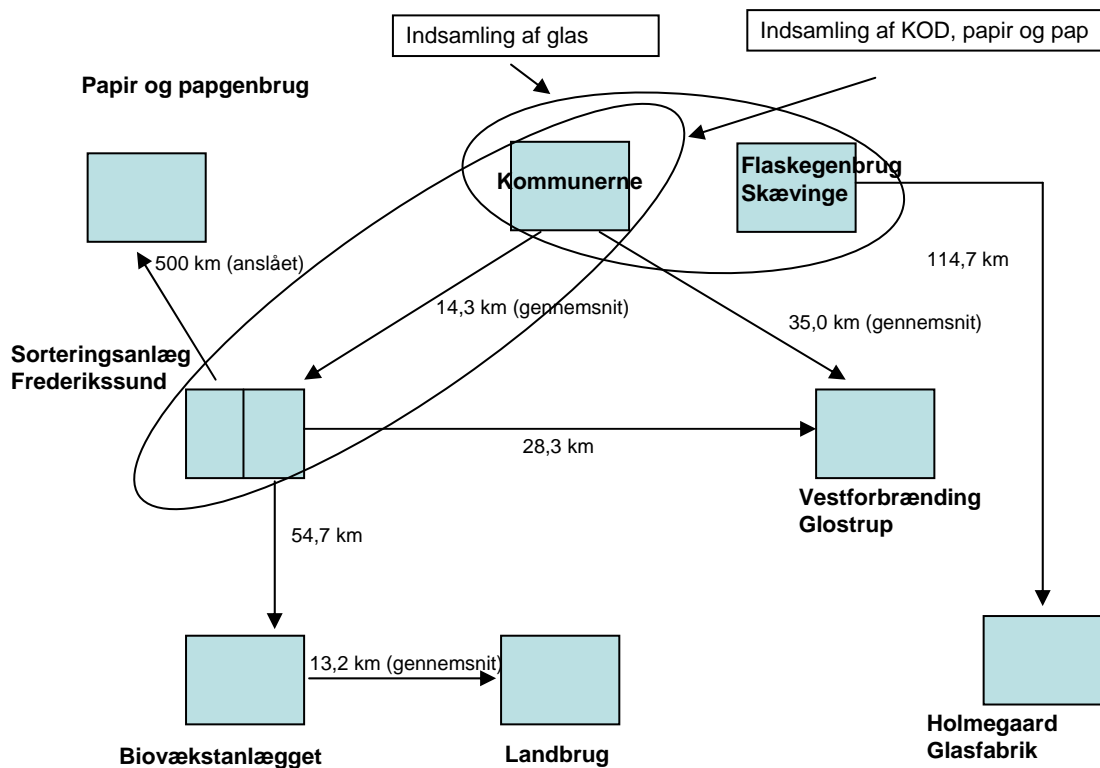 Indsamling af glas
Indsamling af KOD, papir og pap
Papir og papgenbrug
Kommunerne
Flaskegenbrug
Skævinge
500 km (anslået)
114,7 km
14,3 km (gennemsnit)
35,0 km (gennemsnit)
Sorteringsanlæg
Frederikssund
28,3 km
Vestforbrænding
Glostrup
54,7 km
13,2 km (gennemsnit)
Biovækstanlægget
Landbrug
Holmegaard
Glasfabrik